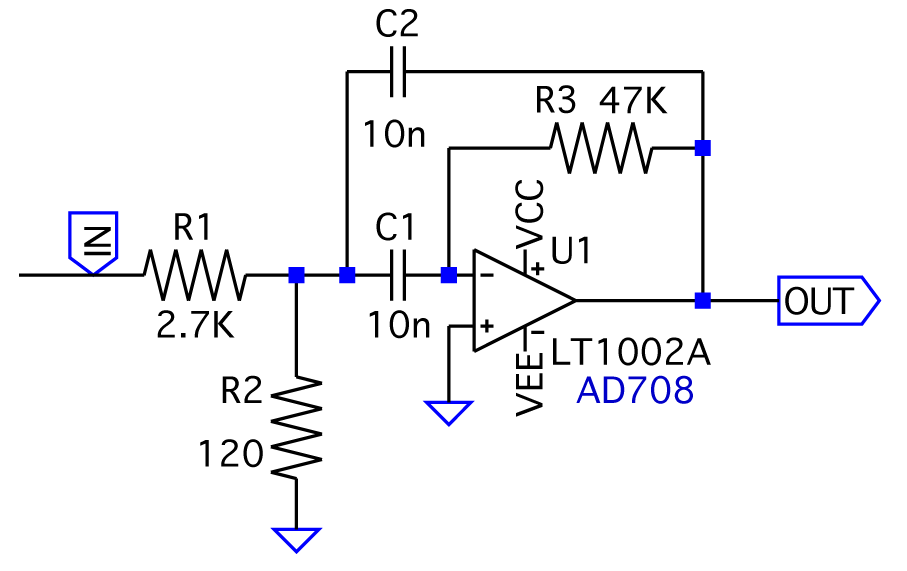 C2
10n
R3 47K
VCC
C1
U1
IN
R1
10n
2.7K
+
−
−
+
OUT
LT1002A
VEE
AD708
R2
120